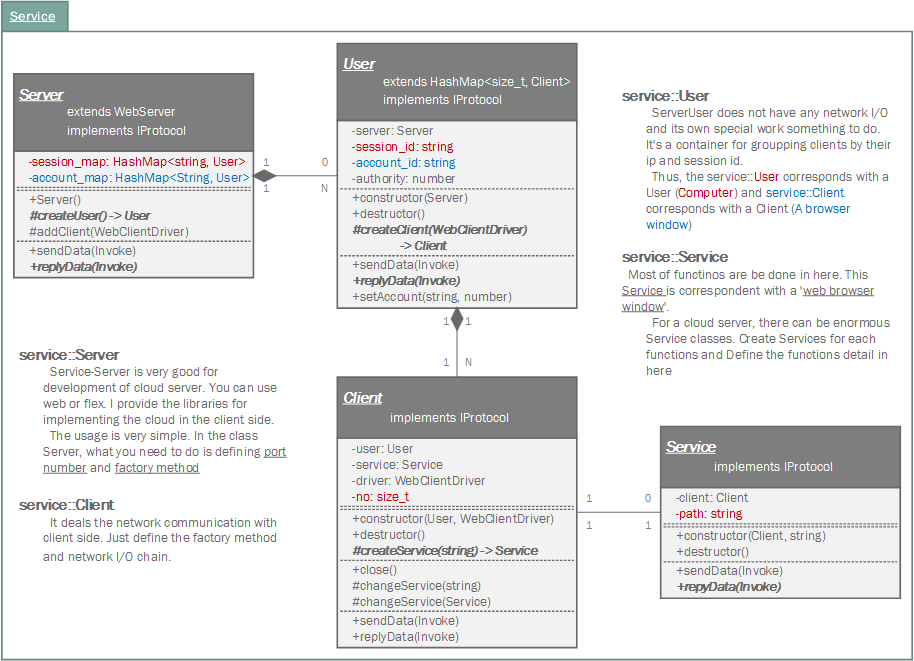 Service
Server
extends WebServer
implements IProtocol
-session_map: HashMap<string, User>
-account_map: HashMap<String, User>
+Server()
#createUser() -> User
#addClient(WebClientDriver)
+sendData(Invoke)
+replyData(Invoke)
1
1
0
N
User
extends HashMap<size_t, Client>
implements IProtocol
-server: Server
-session_id: string
-account_id: string
-authority: number
+constructor(Server)
+destructor()
#createClient(WebClientDriver)
-> Client
+sendData(Invoke)
+replyData(Invoke)
+setAccount(string, number)
1
1
1
N
service::User
ServerUser does not have any network I/O
and its own special work something to do.
It's a container for groupping clients by their
ip and session id.
Thus, the service::User corresponds with a
User (Computer) and service::Client
corresponds with a Client (A browser
window)
service::Service
Most of functinos are be done in here. This
Service is correspondent with a 'web browser
window'.
For a cloud server, there can be enormous
Service classes. Create Services for each
functions and Define the functions detail in
here
service::Server
Service-Server is very good for
development of cloud server. You can use
web or flex. I provide the libraries for
implementing the cloud in the client side.
The usage is very simple. In the class
Server, what you need to do is defining port
number and factory method
service::Client
It deals the network communication with
client side. Just define the factory method
and network I/O chain.
Client
implements IProtocol
-user: User
-service: Service
-driver: WebClientDriver
-no: size_t
+constructor(User, WebClientDriver)
+destructor()
#createService(string) -> Service
+close()
#changeService(string)
#changeService(Service)
+sendData(Invoke)
+replyData(Invoke)
1
1
0
1
Service
implements IProtocol
-client: Client
-path: string
+constructor(Client, string)
+destructor()
+sendData(Invoke)
+repyData(Invoke)